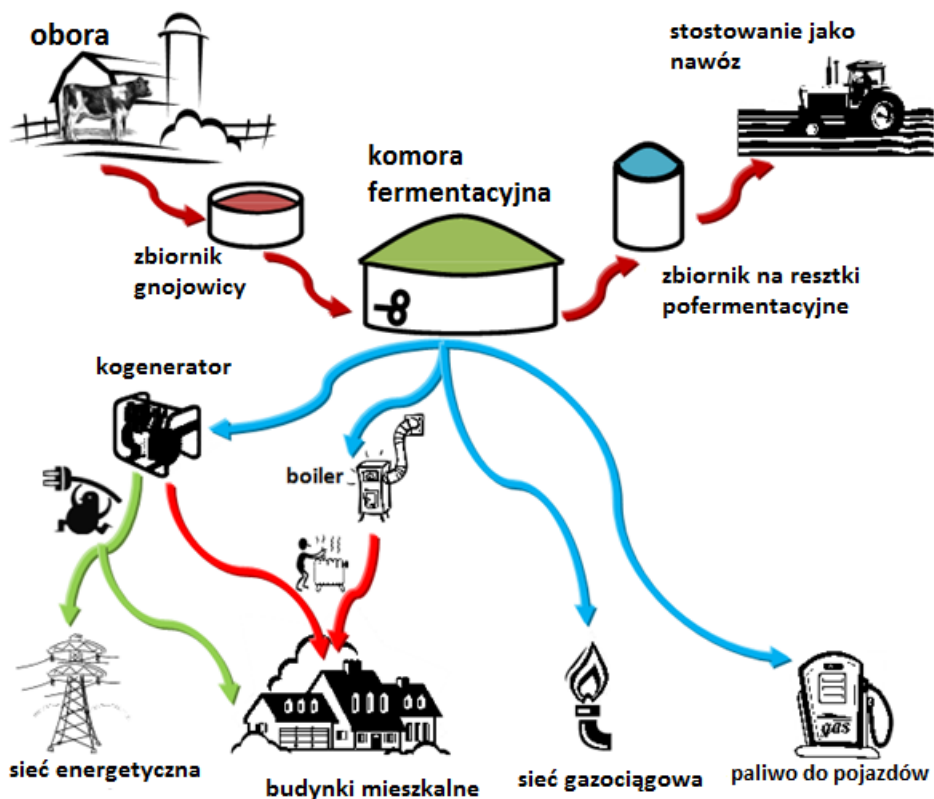 obora
stostowanie jako
nawóz
komora
fermentacyjna
zbiornik
gnojowicy
zbiornik na resztki
pofermentacyjne
kogenerator
boiler
sieć energetyczna
budynki mieszkalne
sieć gazociągowa
gas
paliwo do pojazdów